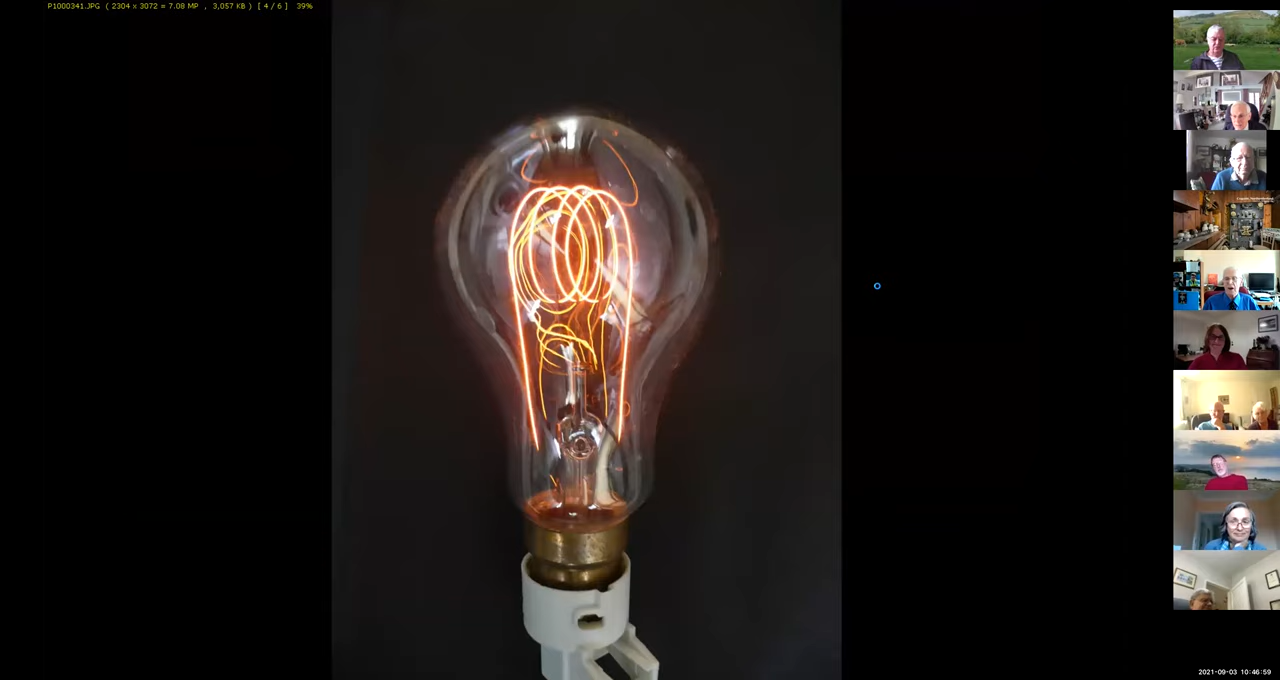 P1000341.JPG ( 2304 x 3072 = 7.08 MP , 3,057 KB ) [ 4 / 6 ] 39%
2021-09-03 10:46:59